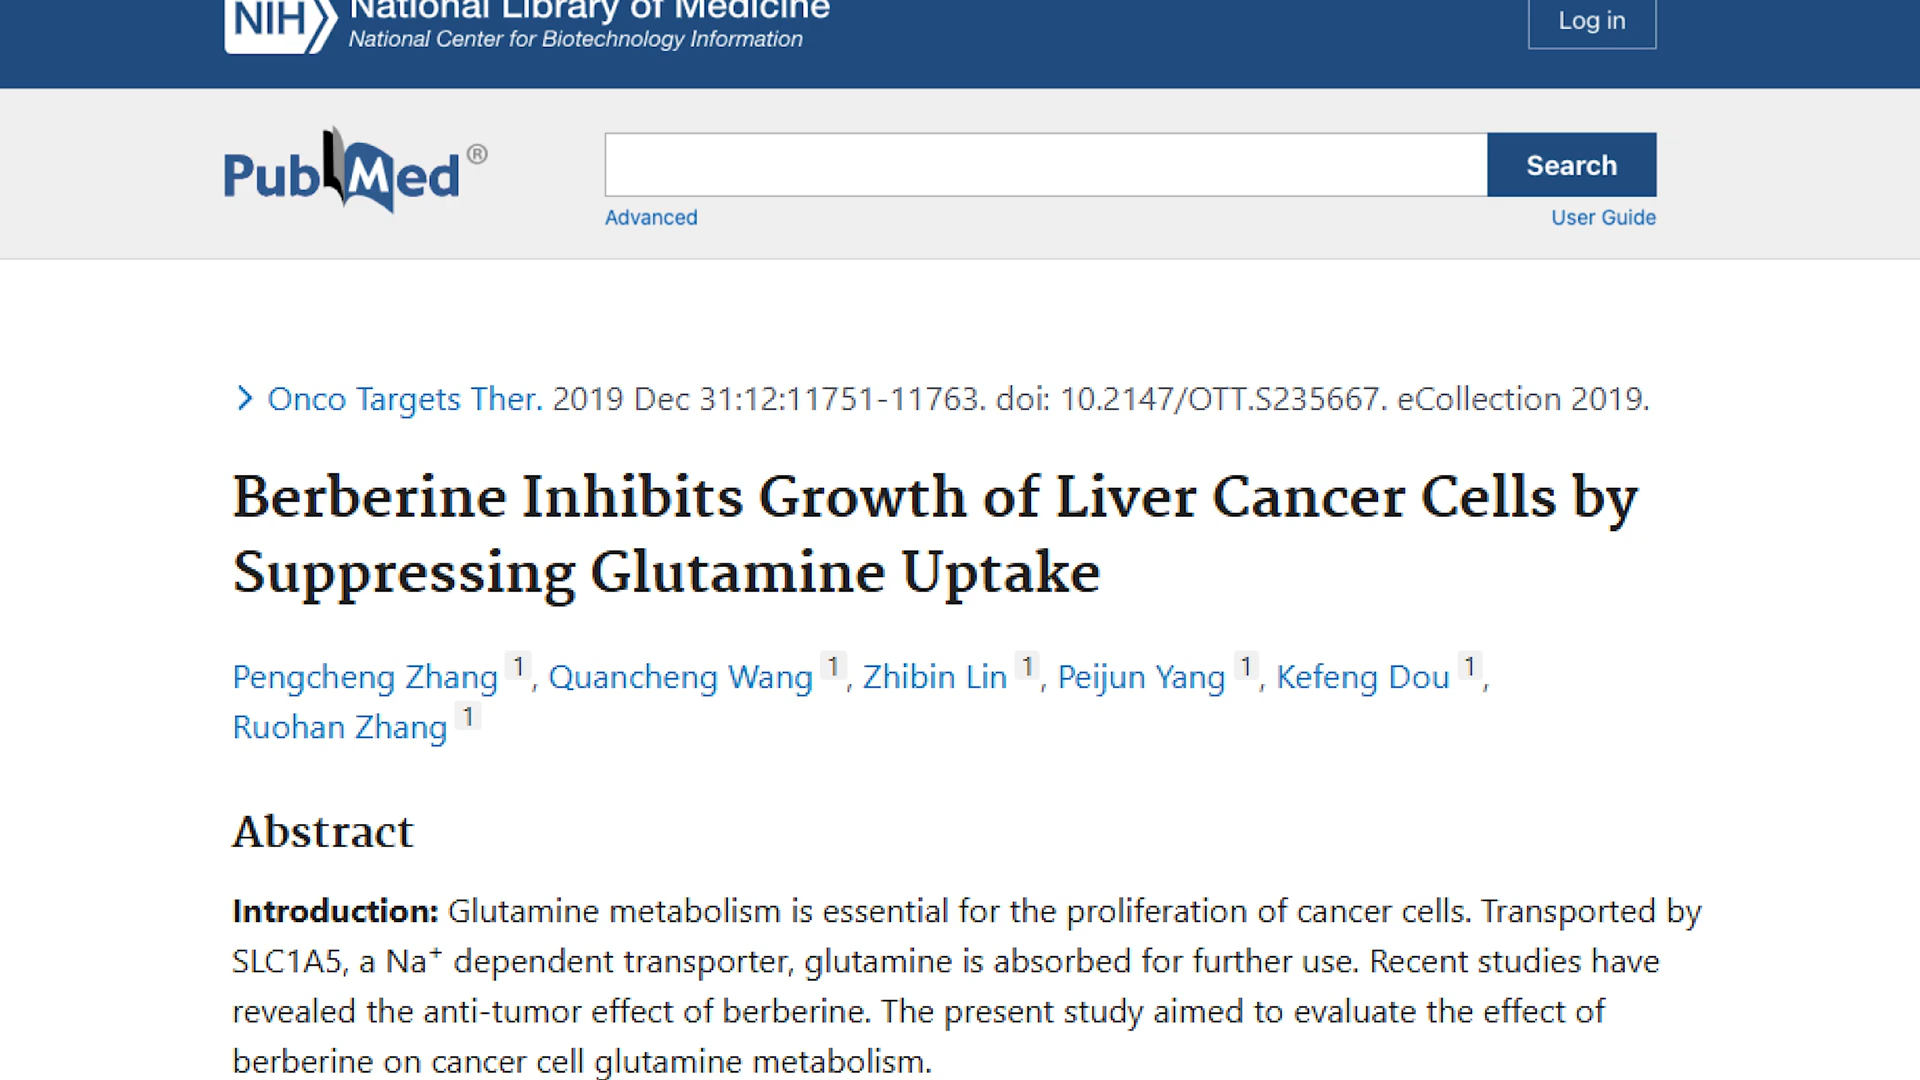 NIH National Library of Medicine
National Center for Biotechnology Information
Log in
PubMed®
Search
Advanced
User Guide
Onco Targets Ther. 2019 Dec 31:12:11751-11763. doi: 10.2147/OTT.S235667. eCollection 2019.
Berberine Inhibits Growth of Liver Cancer Cells by
Suppressing Glutamine Uptake
Pengcheng Zhang 1, Quancheng Wang 1, Zhibin Lin 1, Peijun Yang 1, Kefeng Dou 1,
Ruohan Zhang 1
Abstract
Introduction: Glutamine metabolism is essential for the proliferation of cancer cells. Transported by
SLC1A5, a Na⁺ dependent transporter, glutamine is absorbed for further use. Recent studies have
revealed the anti-tumor effect of berberine. The present study aimed to evaluate the effect of
berberine on cancer cell glutamine metabolism.